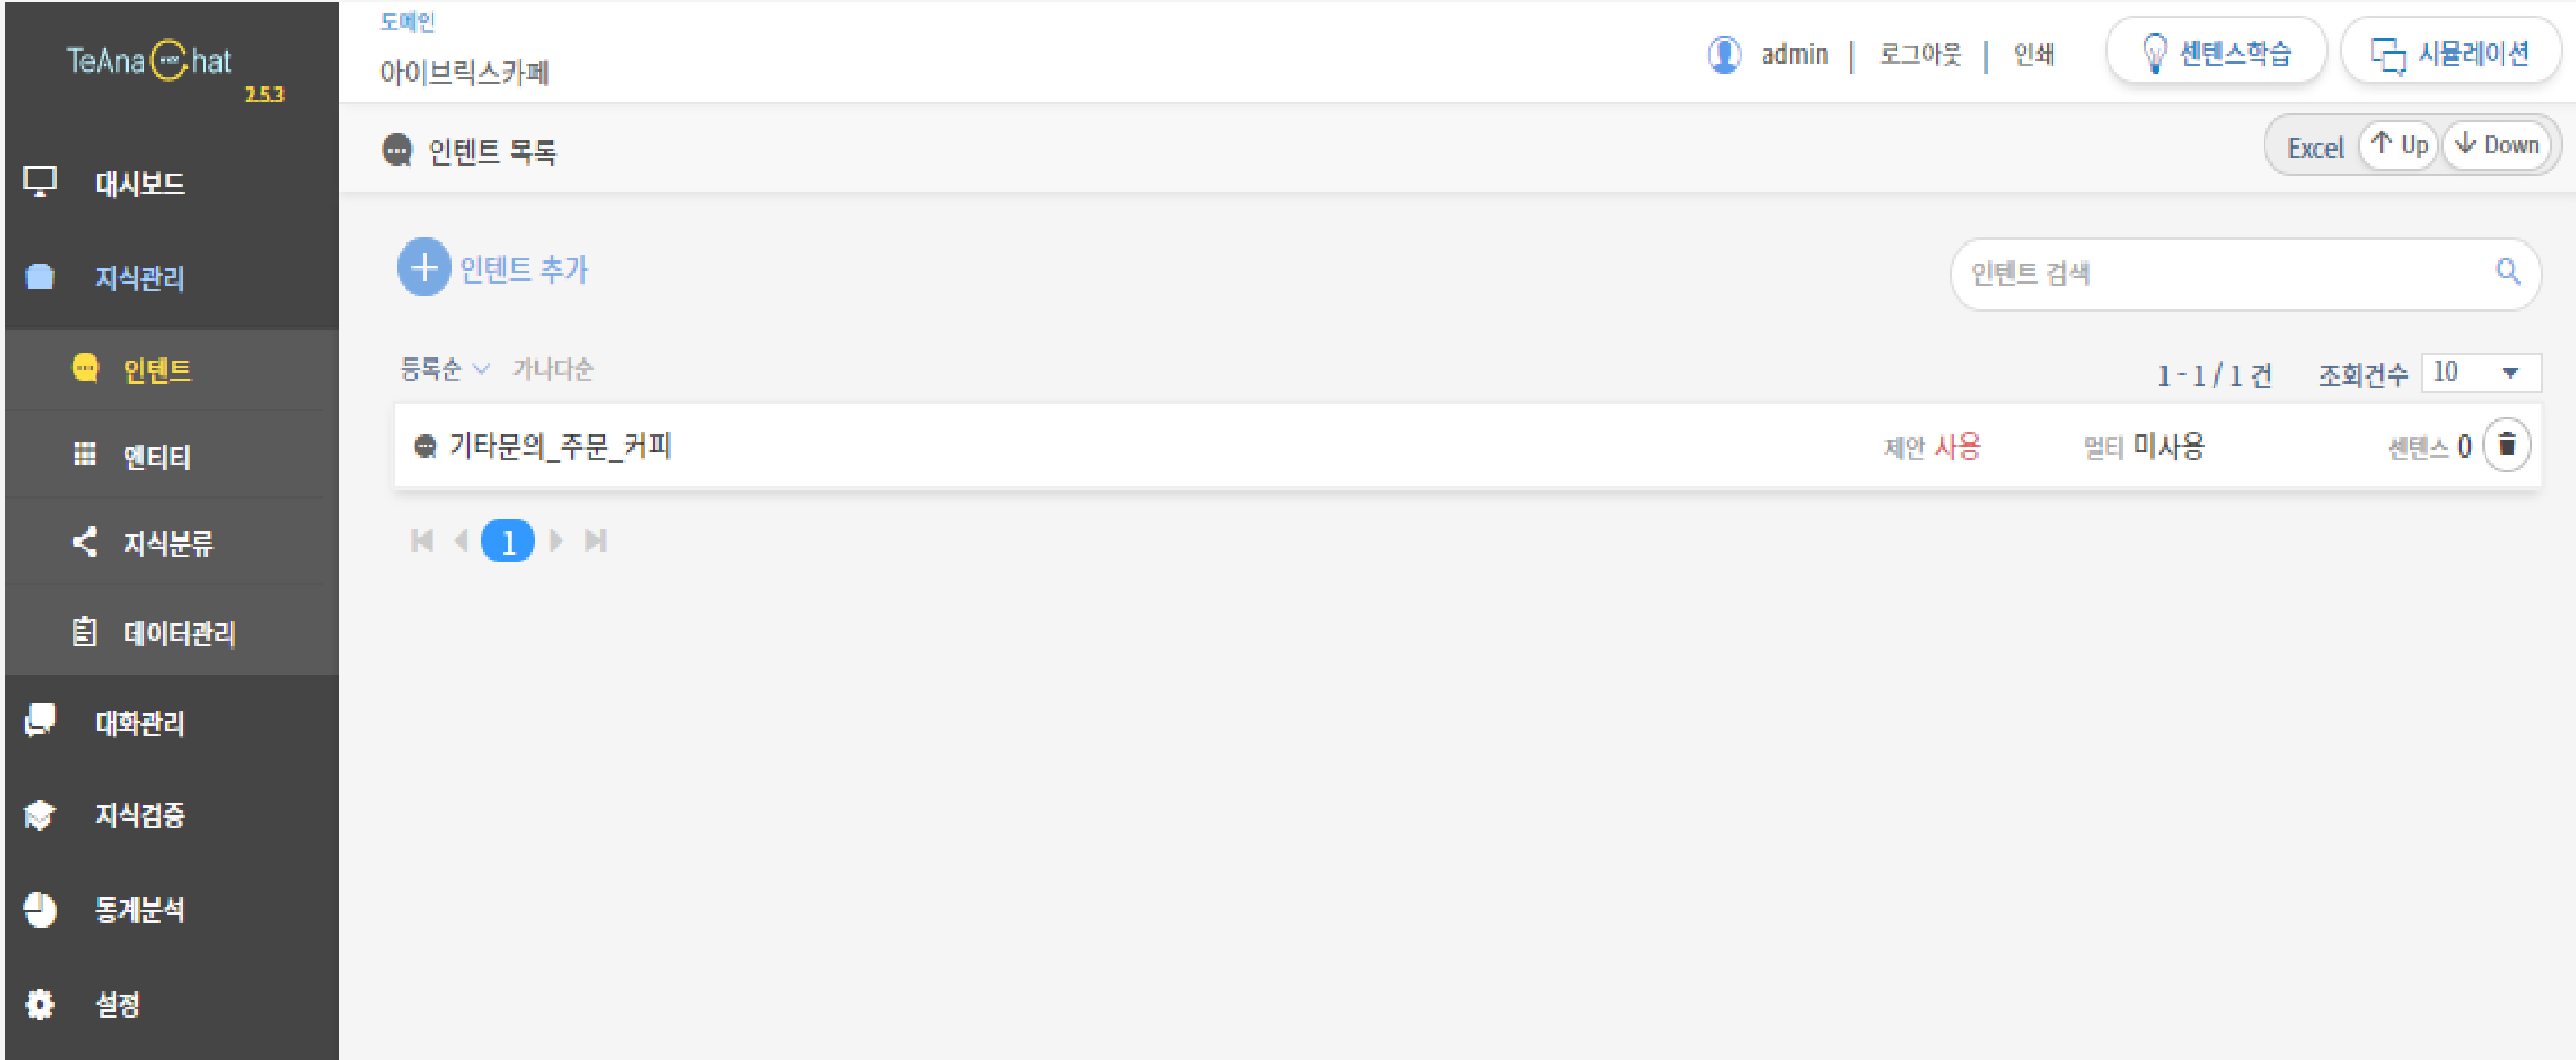 TeAna Chat
2.5.3
대시보드
지식관리
인텐트
엔티티
지식분류
데이터관리
대화관리
지식검증
통계분석
설정
도메인
아이브릭스카페
admin | 로그아웃 | 인쇄
센텐스학습
시뮬레이션
인텐트 목록
Excel Up Down
인텐트 추가
인텐트 검색
등록순 가나다순
1 - 1 / 1 건 조회건수 10
기타문의_주문_커피 제안 사용 멀티 미사용 센텐스 0
1